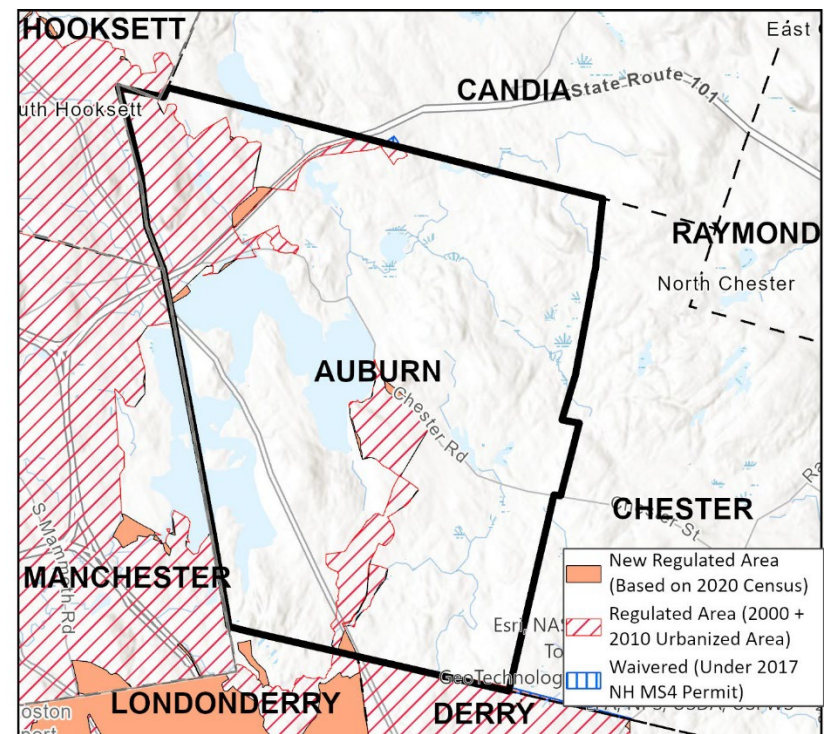 HOOKSETT
East
CANDIA
State Route 101
uth Hooksett
RAYMOND
North Chester
AUBURN
Chester Rd
CHESTER
S Mammoth Rd
MANCHESTER
New Regulated Area
(Based on 2020 Census)
Regulated Area (2000 +
2010 Urbanized Area)
Waivered (Under 2017
NH MS4 Permit)
Esri, NAS
To
GeoTechnolog
LONDONDERRY
DERRY
oston
port